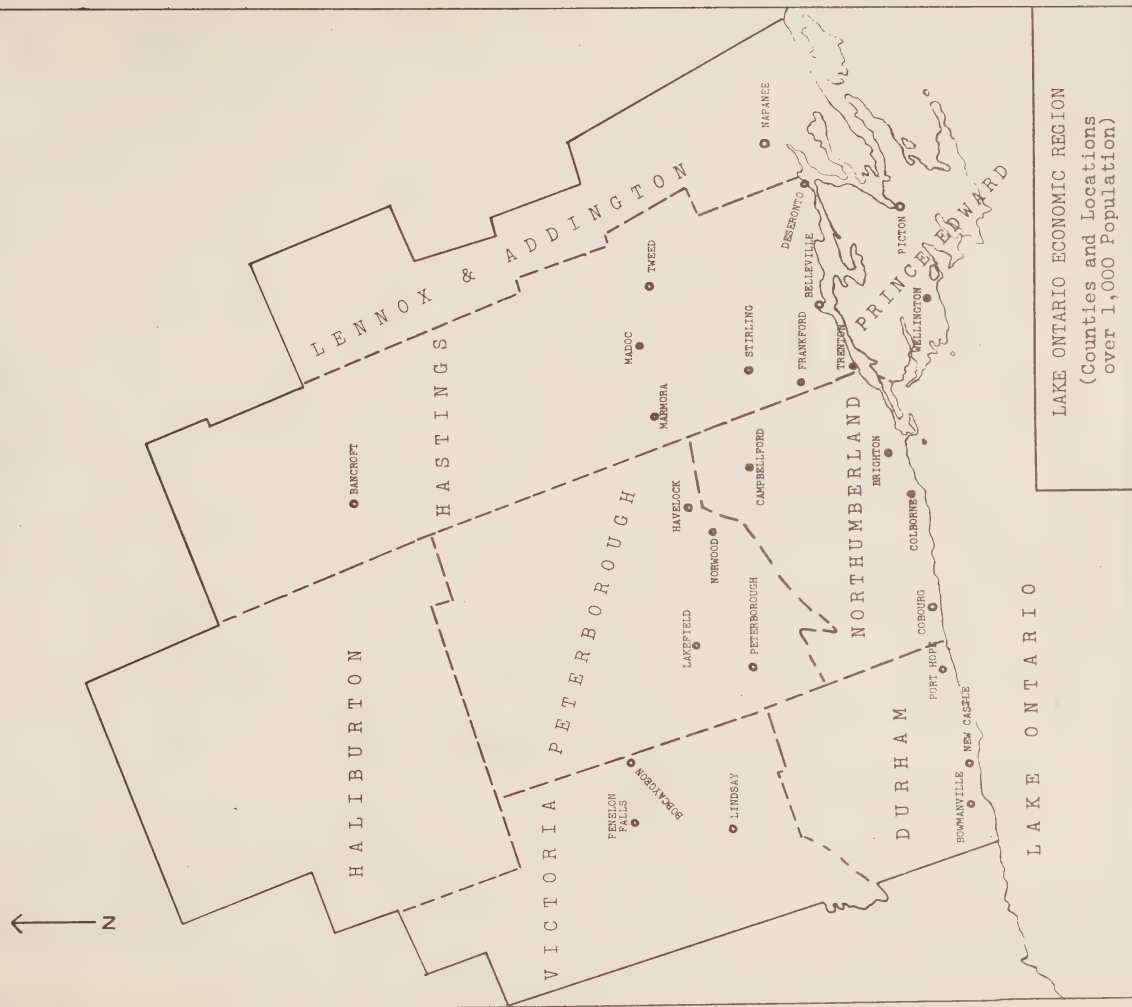 N
HALIBURTON
LENNOX & ADDINGTON
HASTINGS
BANCROFT
VICTORIA
PETERBOROUGH
FENELON
FALLS
BOBCAYGEON
LINDSAY
LAKEFIELD
PETERBOROUGH
HAVELOCK
NORWOOD
MARMORA
MADOC
TWEED
STIRLING
FRANKFORD
CAMPBELLFORD
NAPANEE
DESERONTO
BELLEVILLE
TRENTON
PICTON
PRINCE EDWARD
WELLINGTON
NORTHUMBERLAND
BRIGHTON
COLBORNE
COBOURG
PORT HOPE
DURHAM
NEW CASTLE
BOWMANVILLE
LAKE ONTARIO
LAKE ONTARIO ECONOMIC REGION
(Counties and Locations
over 1,000 Population)